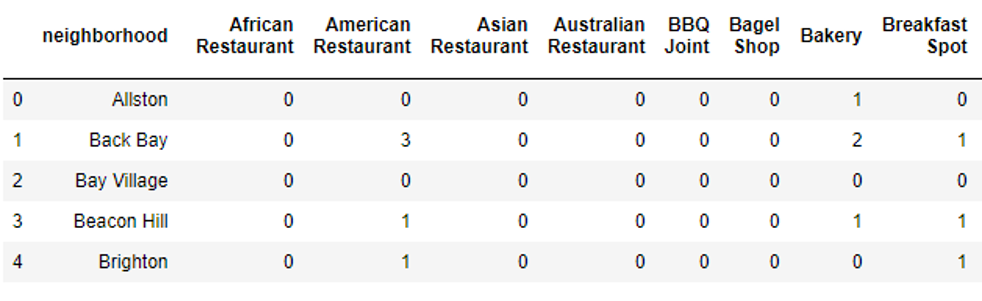 neighborhood African Restaurant American Restaurant Asian Restaurant Australian Restaurant BBQ Joint Bagel Shop Bakery Breakfast Spot
0 Allston 0 0 0 0 0 0 1 0
1 Back Bay 0 3 0 0 0 0 2 1
2 Bay Village 0 0 0 0 0 0 0 0
3 Beacon Hill 0 1 0 0 0 0 1 1
4 Brighton 0 1 0 0 0 0 0 1